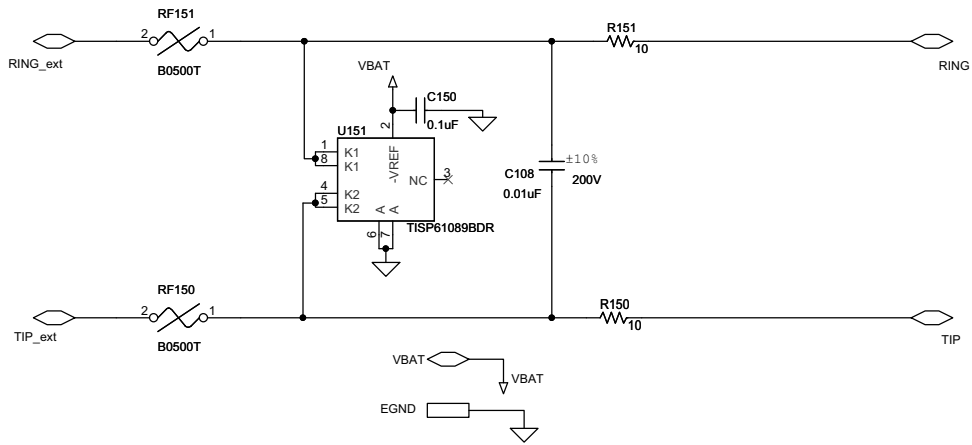 RF151
R151
2
1
10
RING_ext
RING
VBAT
B0500T
C150
0.1uF
2
U151
1
K1
-VREF
8
K1
NC
3
±10%
C108
200V
0.01uF
4
K2
5
K2
A
A
TISP61089BDR
6
7
RF150
R150
2
1
10
TIP_ext
TIP
B0500T
VBAT
VBAT
EGND